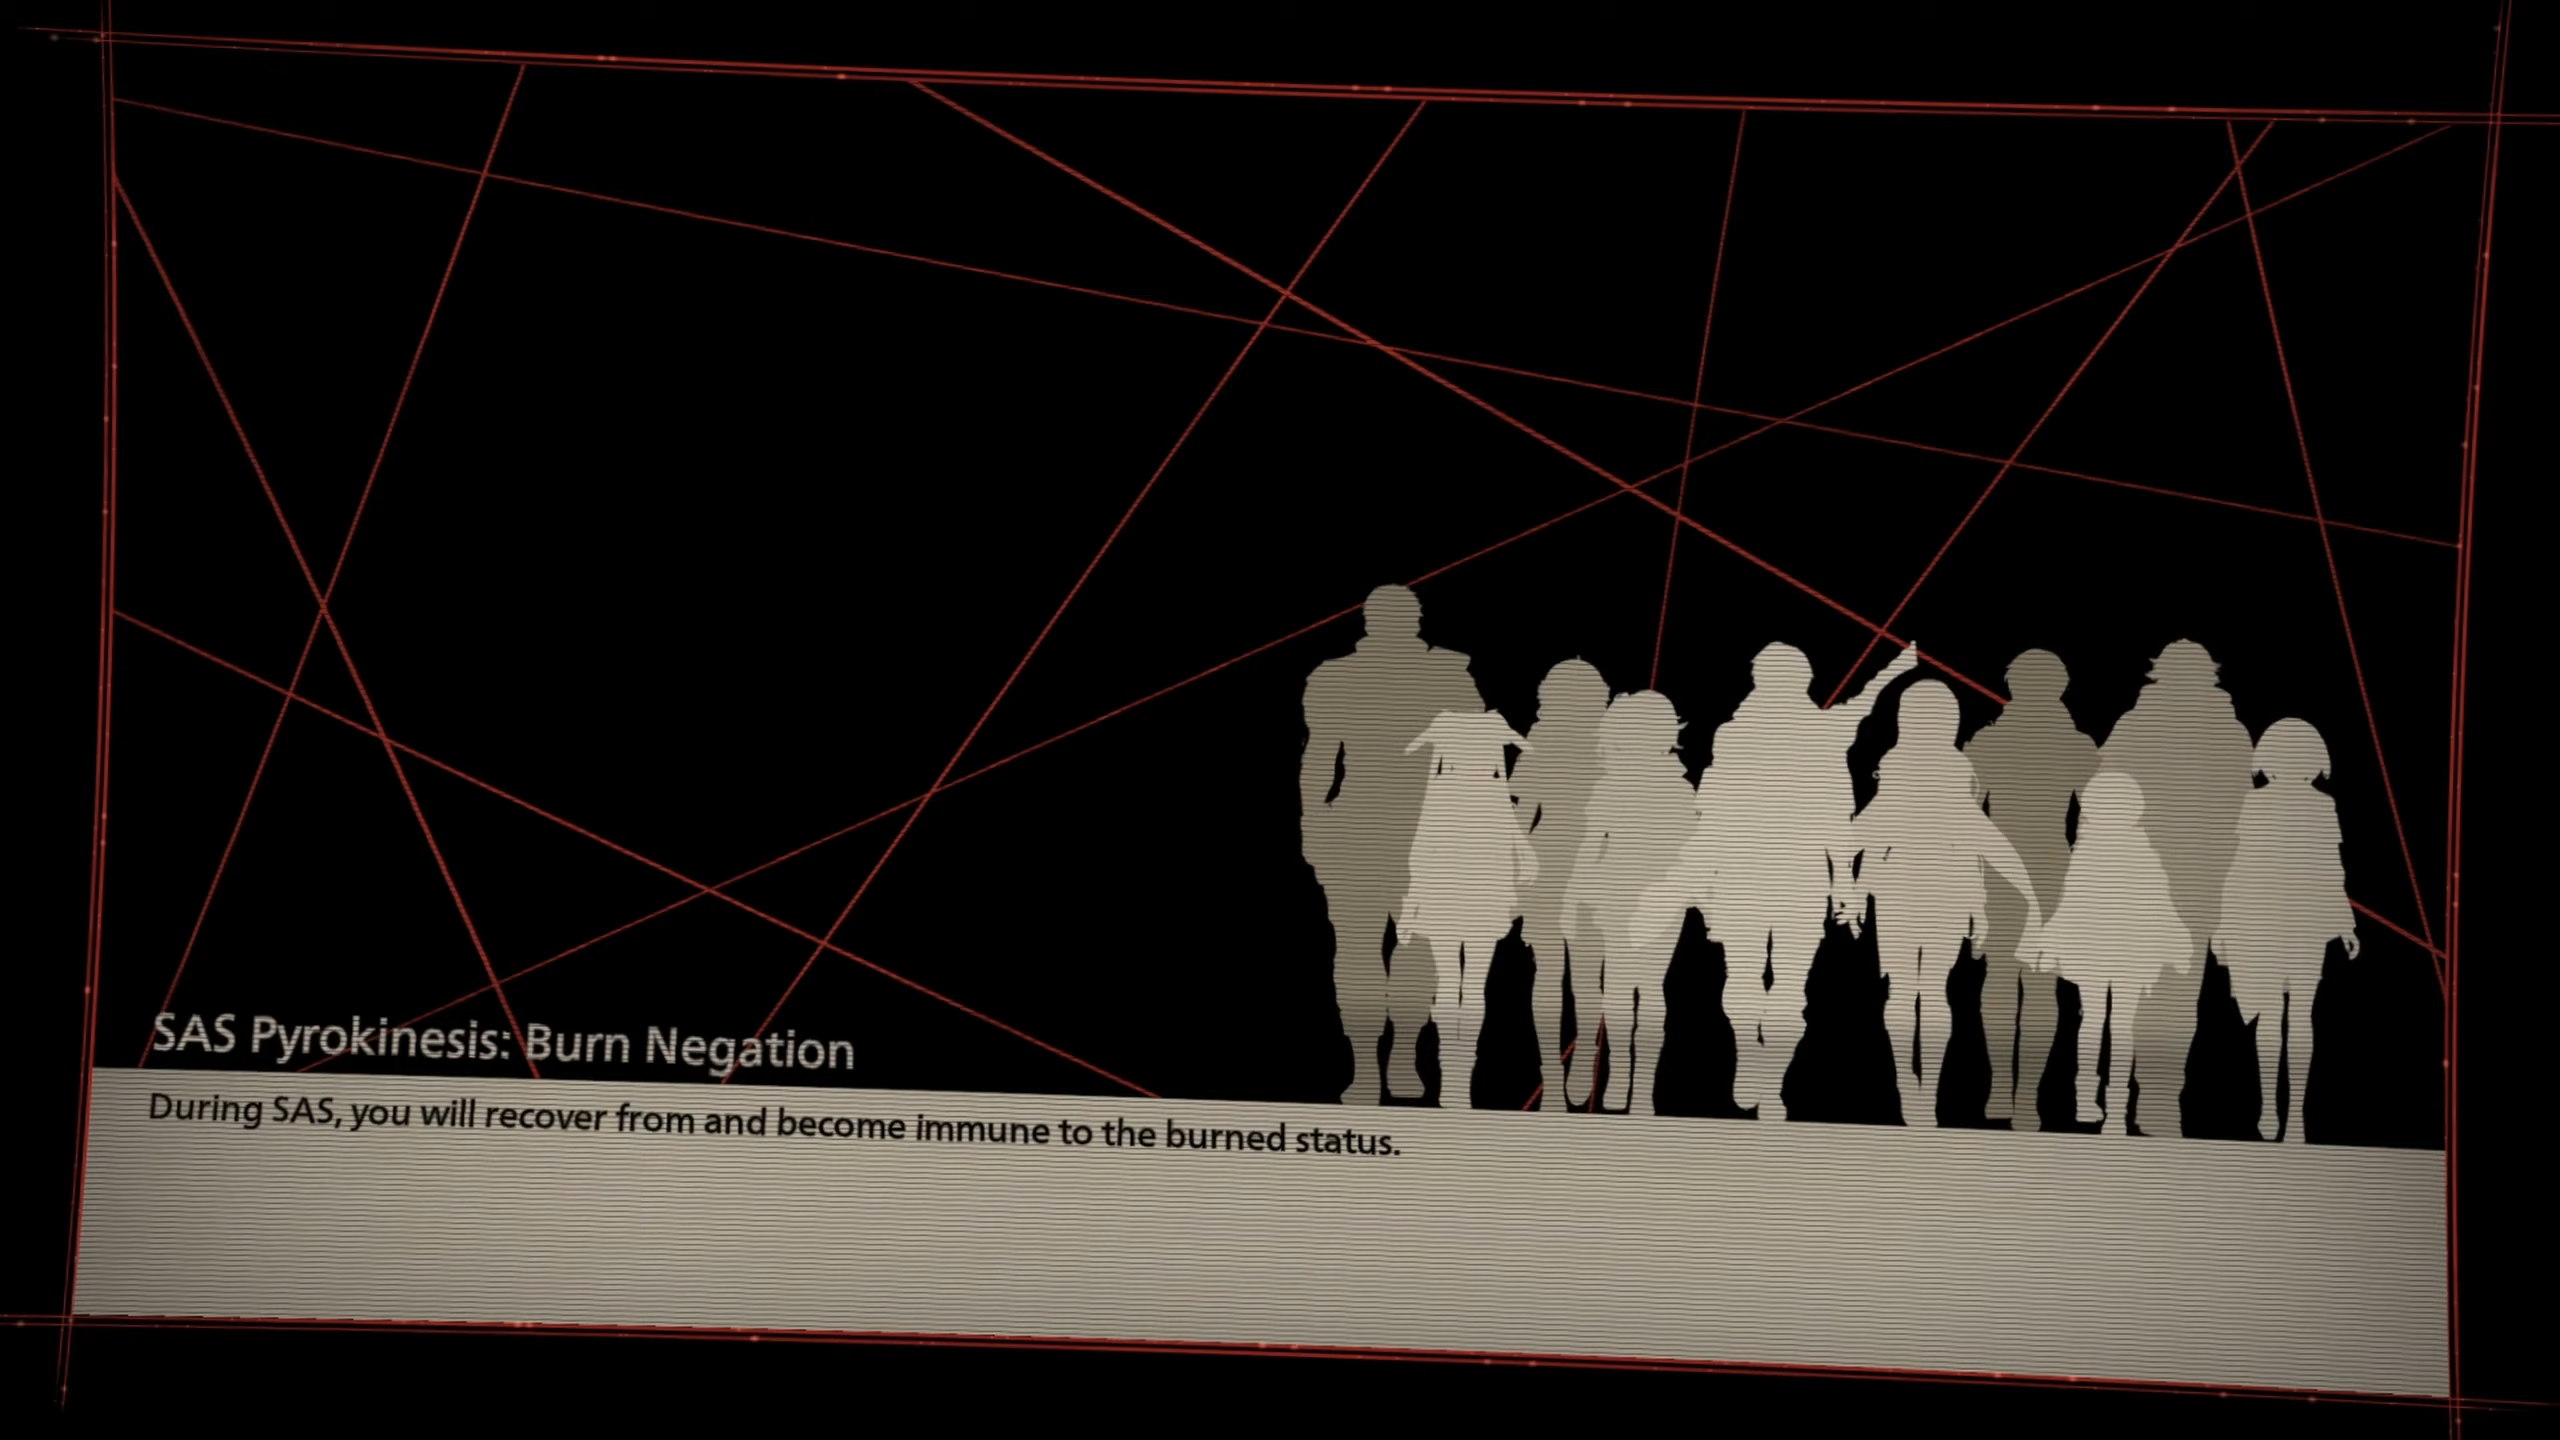 SAS Pyrokinesis: Burn Negation
During SAS, you will recover from and become immune to the burned status.